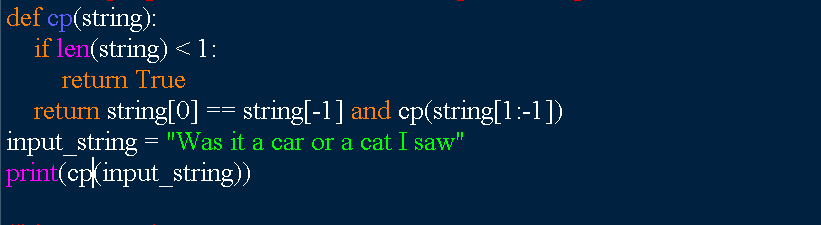 def cp(string):
    if len(string) < 1:
        return True
    return string[0] == string[-1] and cp(string[1:-1])
input_string = "Was it a car or a cat I saw"
print(cp(input_string))